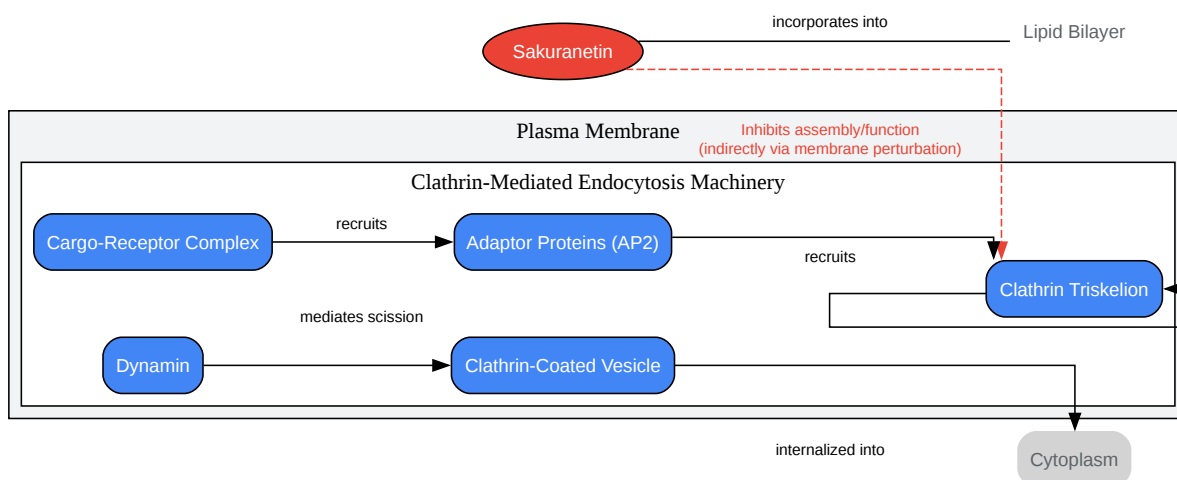 incorporates into
Lipid Bilayer
Sakuranetin
Plasma Membrane
Inhibits assembly/function
(indirectly via membrane perturbation)
Clathrin-Mediated Endocytosis Machinery
Cargo-Receptor Complex
recruits
Adaptor Proteins (AP2)
recruits
Clathrin Triskelion
mediates scission
Dynamin
Clathrin-Coated Vesicle
internalized into
Cytoplasm